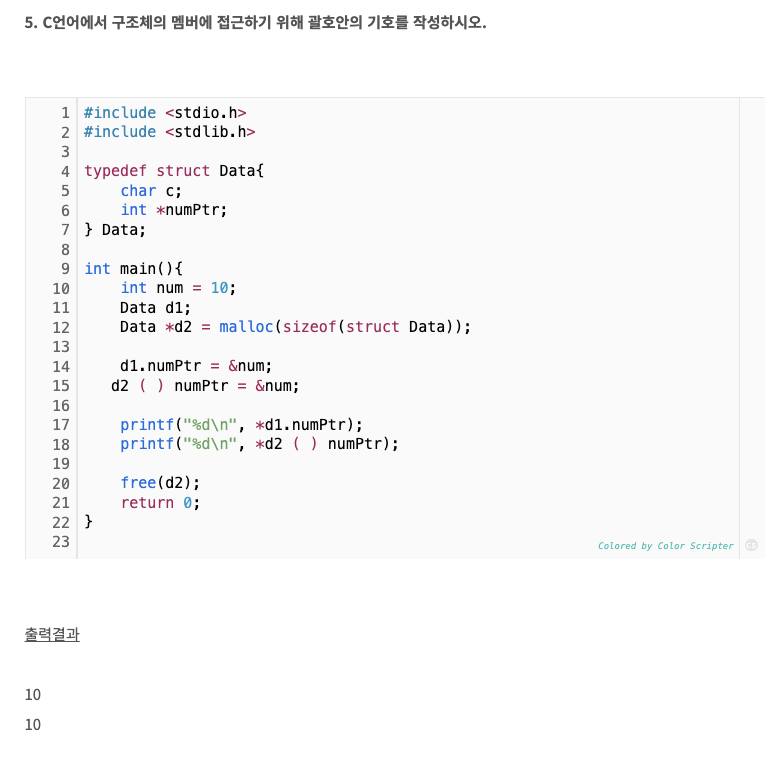 5. C언어에서 구조체의 멤버에 접근하기 위해 괄호안의 기호를 작성하시오.
1 #include <stdio.h>
2 #include <stdlib.h>
3
4 typedef struct Data{
5     char c;
6     int *numPtr;
7 } Data;
8
9 int main(){
10     int num = 10;
11     Data d1;
12     Data *d2 = malloc(sizeof(struct Data));
13
14     d1.numPtr = &num;
15    d2 ( ) numPtr = &num;
16
17     printf("%d\n", *d1.numPtr);
18     printf("%d\n", *d2 ( ) numPtr);
19
20     free(d2);
21     return 0;
22 }
23
Colored by Color Scripter cs
출력결과
10
10